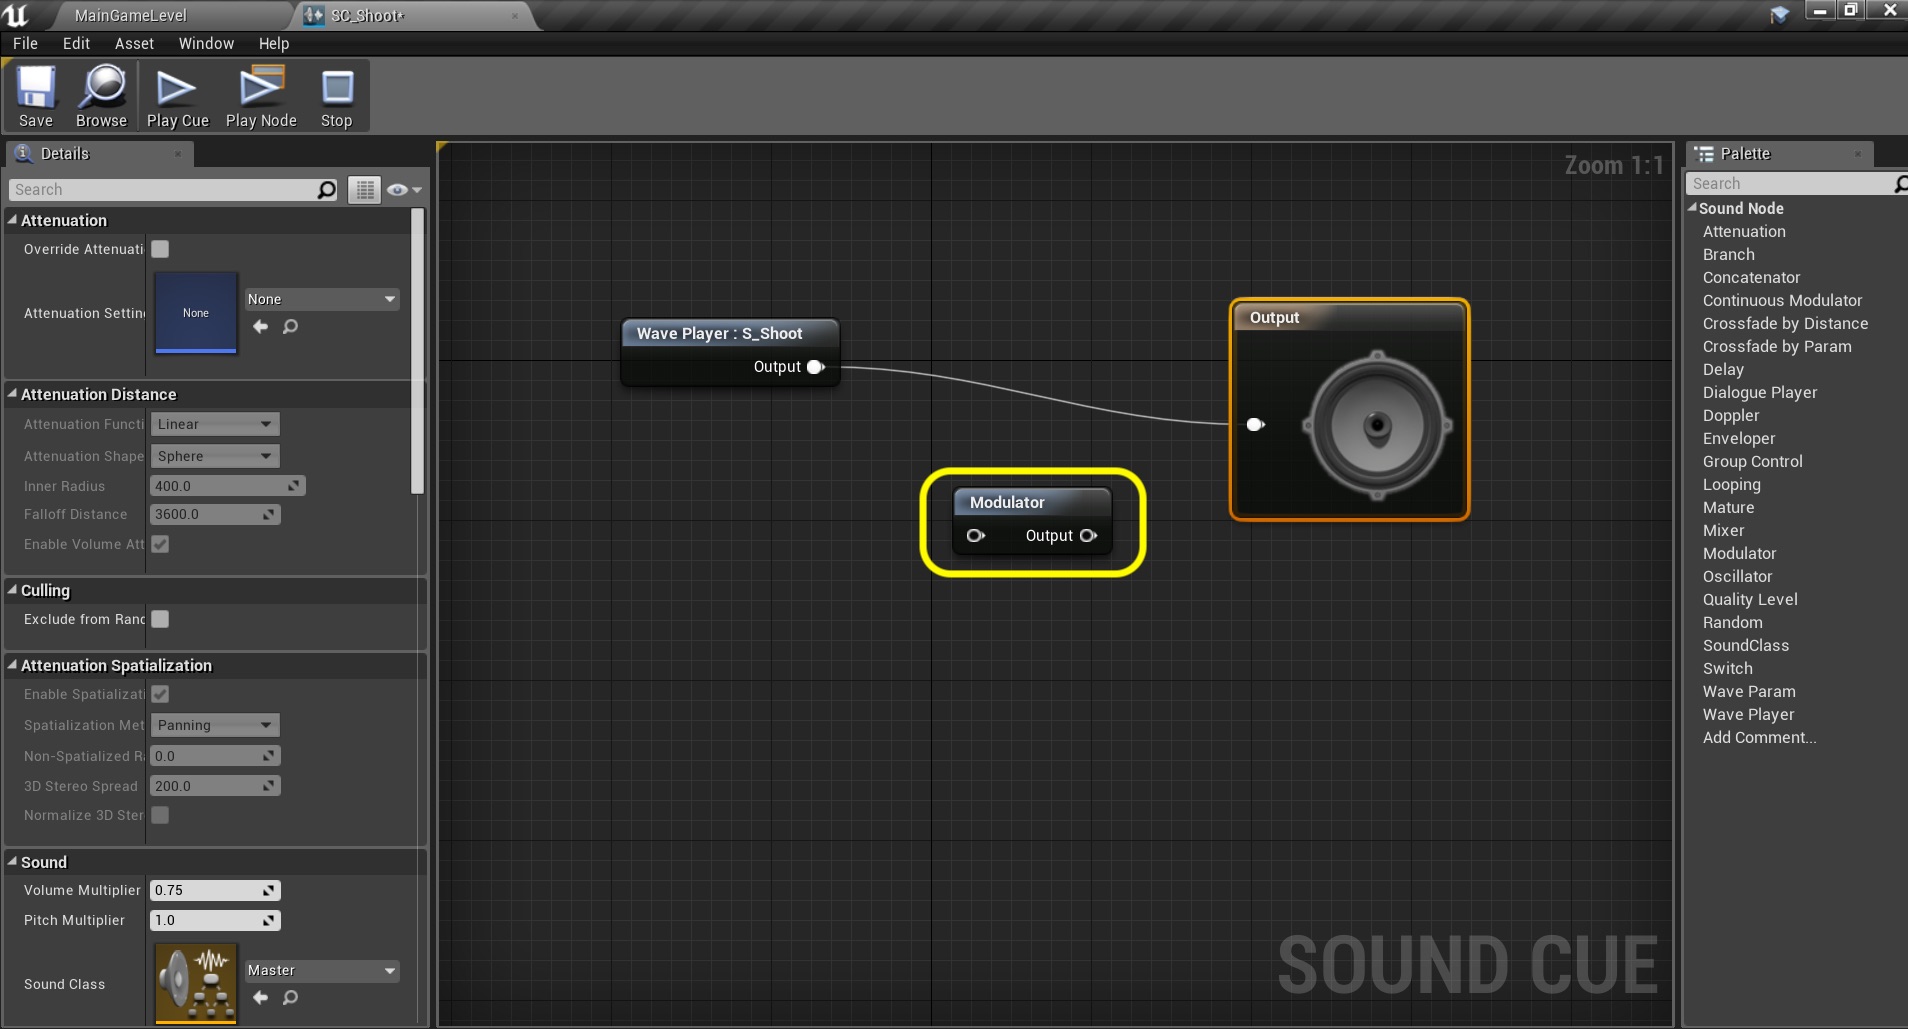 MainGameLevel
SC_Shoot*
File Edit Asset Window Help
Save Browse Play Cue Play Node Stop
Details
Search
Attenuation
Override Attenuati
Attenuation Settin
None
None
Attenuation Distance
Attenuation Functi Linear
Attenuation Shape Sphere
Inner Radius 400.0
Falloff Distance 3600.0
Enable Volume Att
Culling
Exclude from Ranc
Attenuation Spatialization
Enable Spatializati
Spatialization Met Panning
Non-Spatialized Ra 0.0
3D Stereo Spread 200.0
Normalize 3D Ster
Sound
Volume Multiplier 0.75
Pitch Multiplier 1.0
Sound Class
Master
Zoom 1:1
Wave Player : S_Shoot
Output
Modulator
Output
Output
SOUND CUE
Palette
Search
Sound Node
Attenuation
Branch
Concatenator
Continuous Modulator
Crossfade by Distance
Crossfade by Param
Delay
Dialogue Player
Doppler
Enveloper
Group Control
Looping
Mature
Mixer
Modulator
Oscillator
Quality Level
Random
SoundClass
Switch
Wave Param
Wave Player
Add Comment...